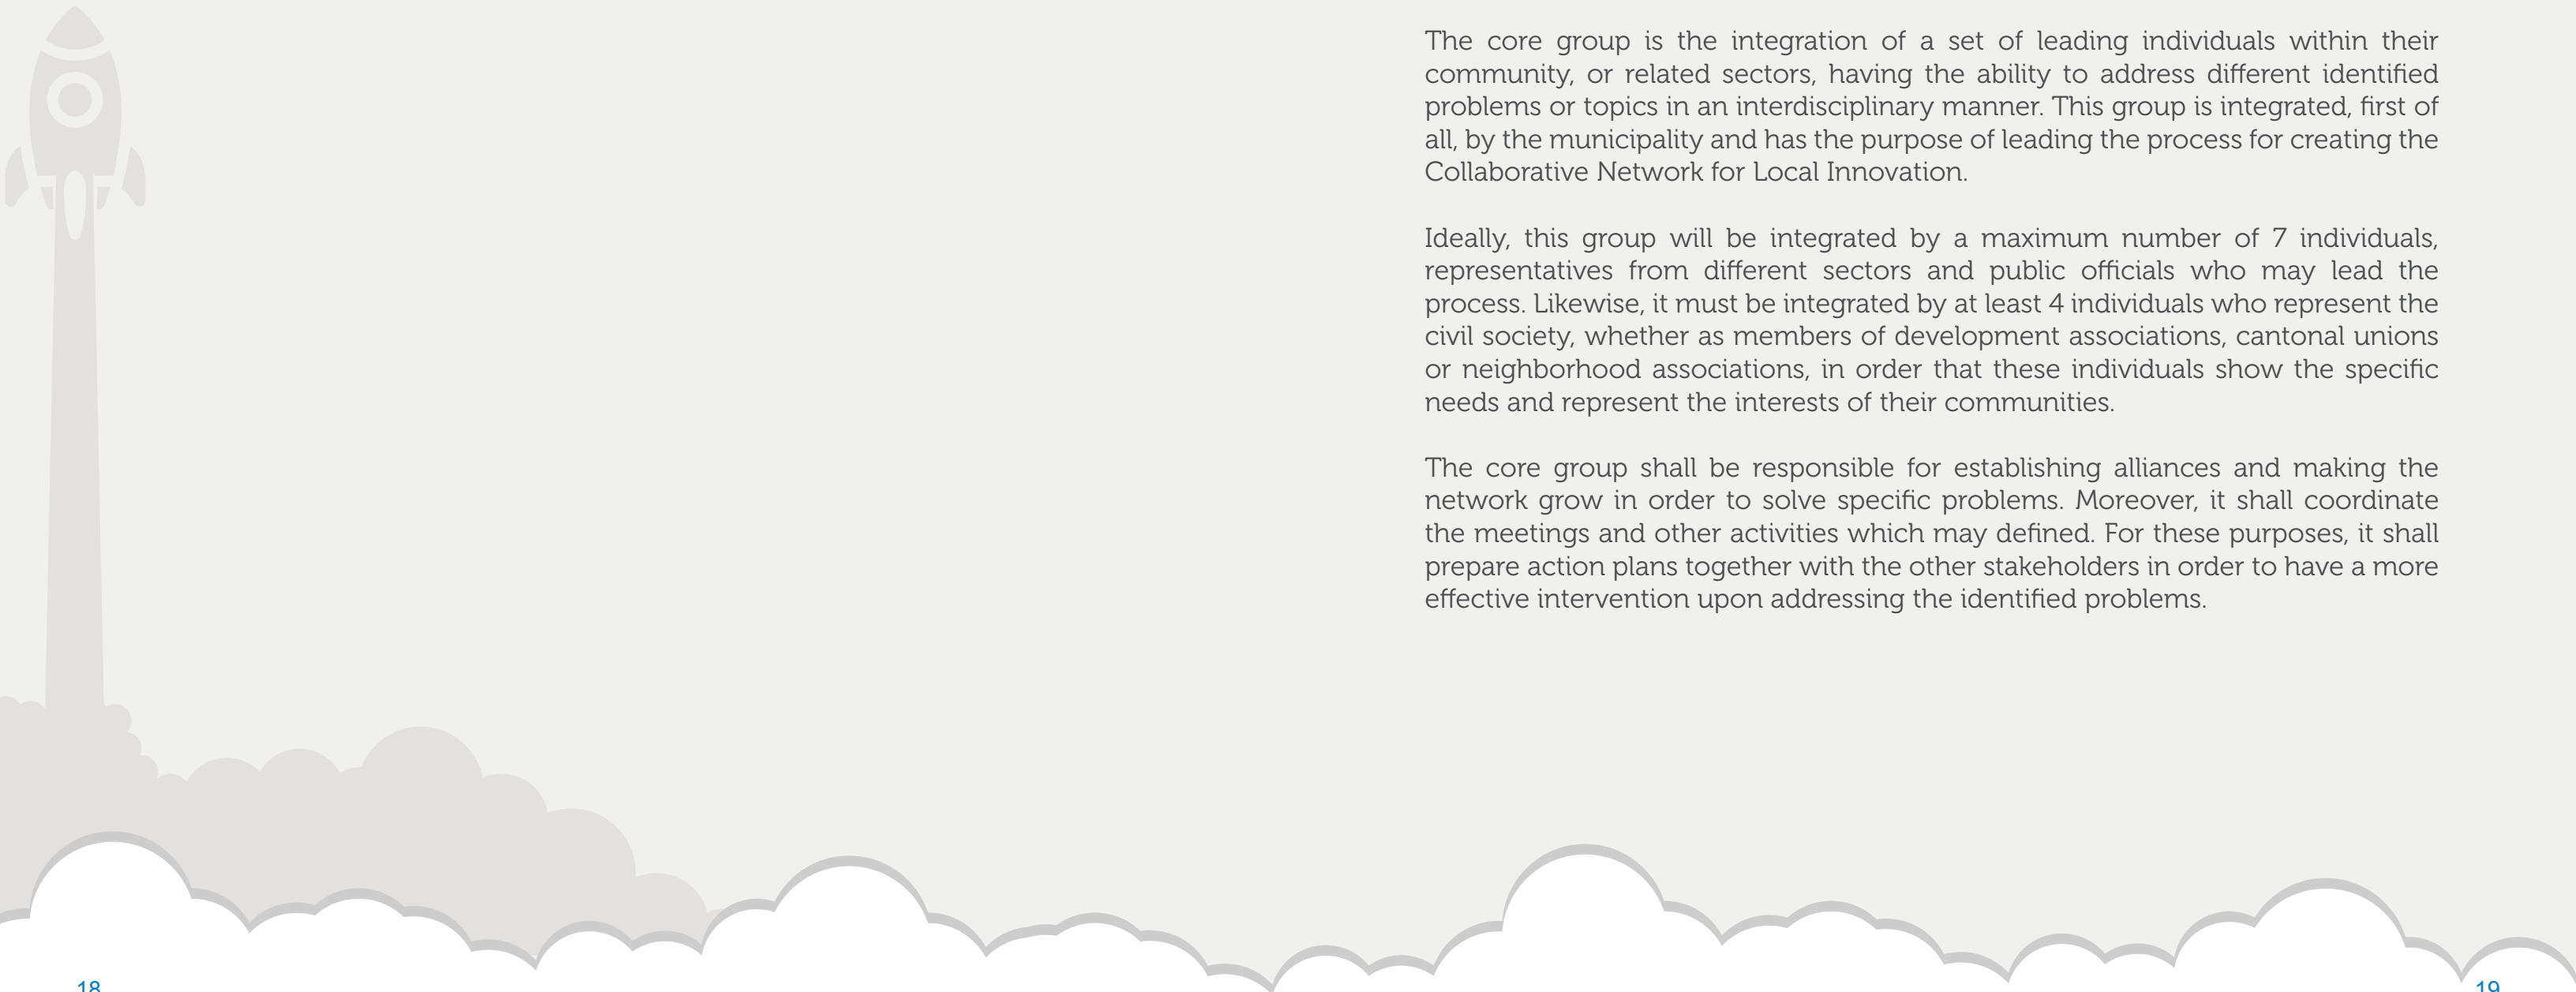 The core group is the integration of a set of leading individuals within their
community, or related sectors, having the ability to address different identified
problems or topics in an interdisciplinary manner. This group is integrated, first of
all, by the municipality and has the purpose of leading the process for creating the
Collaborative Network for Local Innovation.
Ideally, this group will be integrated by a maximum number of 7 individuals,
representatives from different sectors and public officials who may lead the
process. Likewise, it must be integrated by at least 4 individuals who represent the
civil society, whether as members of development associations, cantonal unions
or neighborhood associations, in order that these individuals show the specific
needs and represent the interests of their communities.
The core group shall be responsible for establishing alliances and making the
network grow in order to solve specific problems. Moreover, it shall coordinate
the meetings and other activities which may defined. For these purposes, it shall
prepare action plans together with the other stakeholders in order to have a more
effective intervention upon addressing the identified problems.
18
19